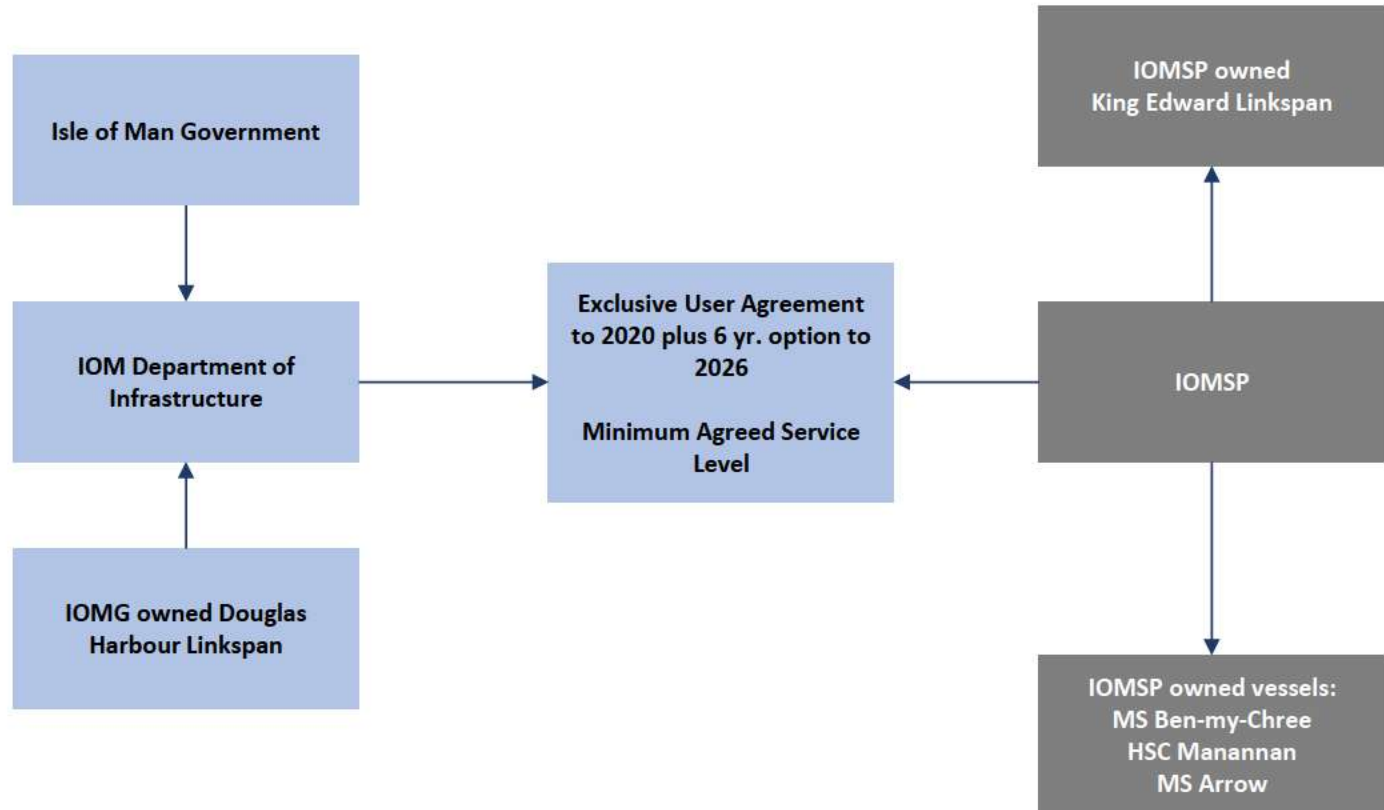 Isle of Man Government
IOM Department of
Infrastructure
IOMG owned Douglas
Harbour Linkspan
Exclusive User Agreement
to 2020 plus 6 yr. option to
2026
Minimum Agreed Service
Level
IOMSP owned
King Edward Linkspan
IOMSP
IOMSP owned vessels:
MS Ben-my-Chree
HSC Manannan
MS Arrow